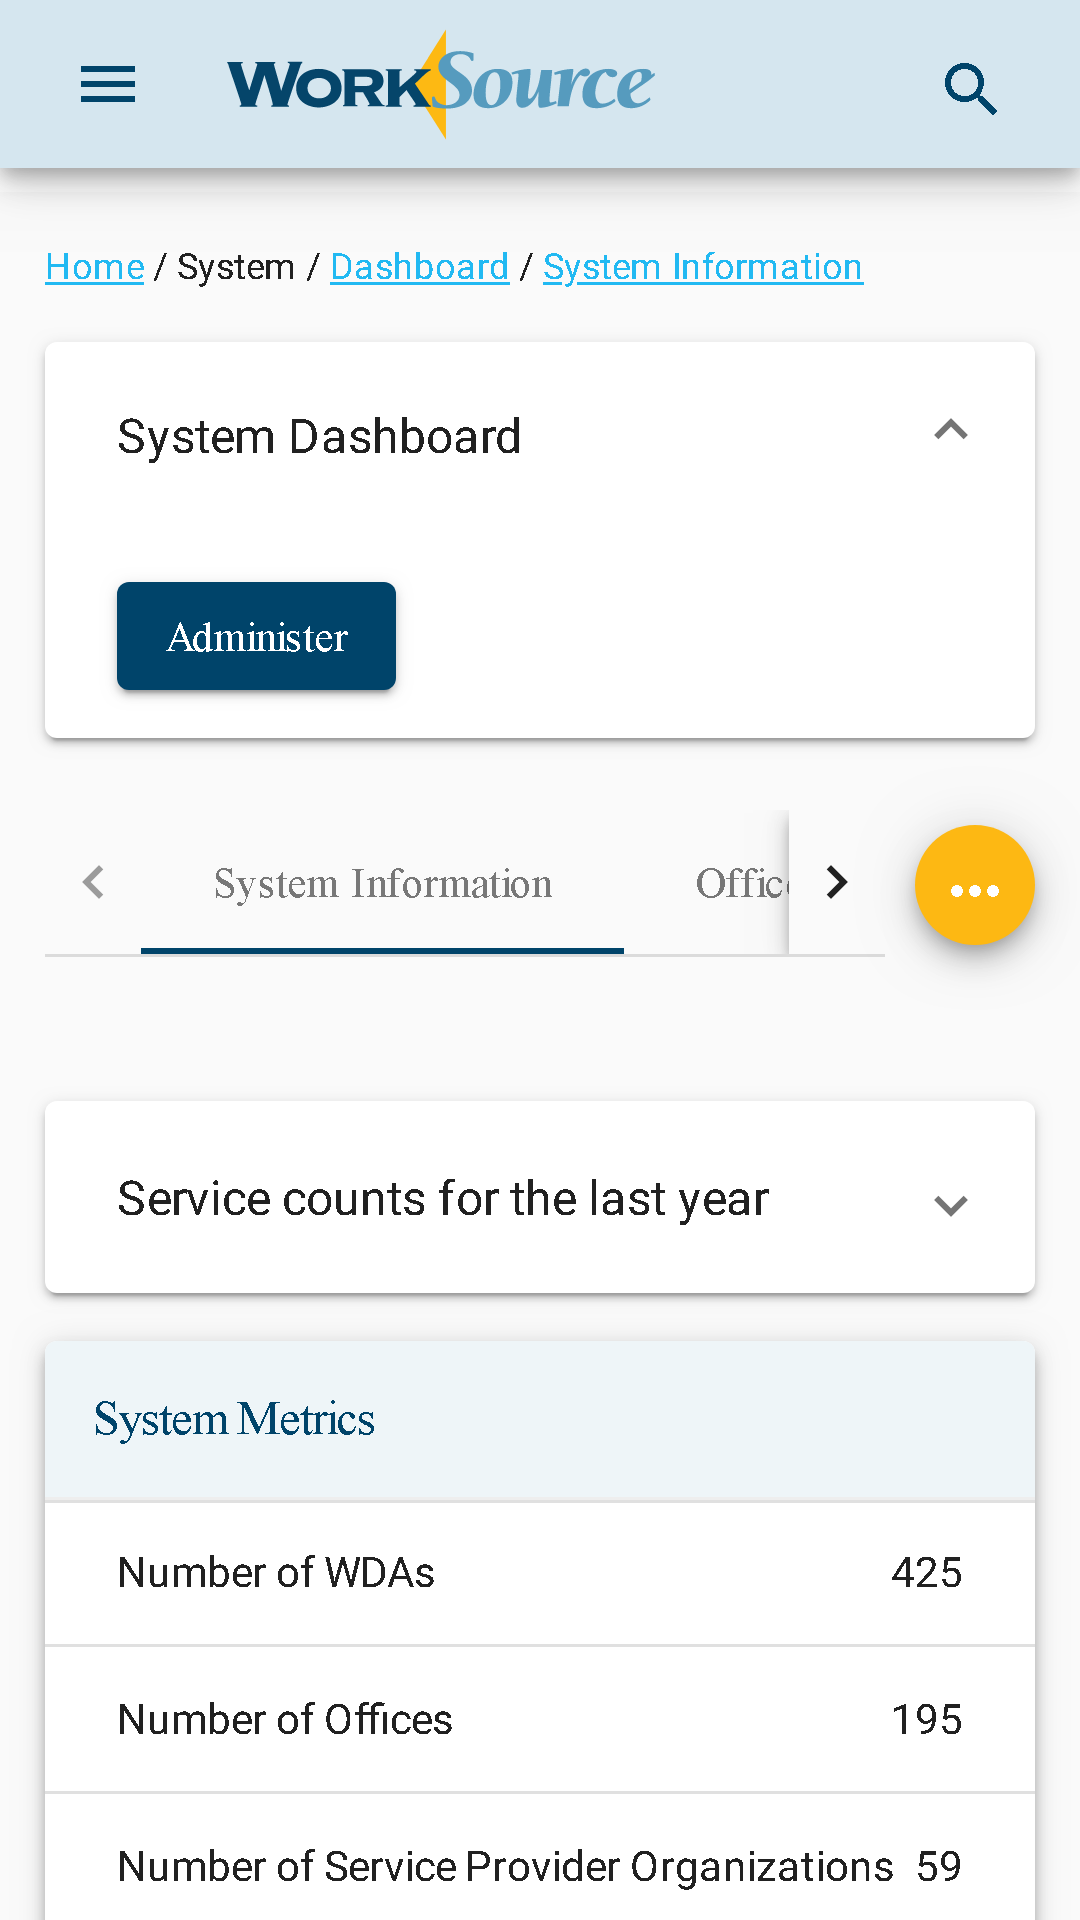 WorkSource
Home / System / Dashboard / System Information
System Dashboard
Administer
System Information
Offic
Service counts for the last year
System Metrics
Number of WDAs 425
Number of Offices 195
Number of Service Provider Organizations 59